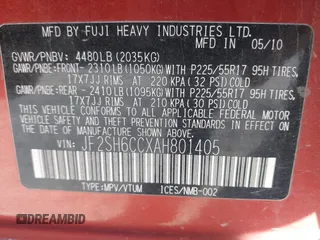 MFD. BY FUJI HEAVY INDUSTRIES LTD.
MFD. IN 05/10
GVWR/PNBV: 4480LB(2035KG)
GAWR/PNBE:FRONT- 2310LB(1050KG)WITH P225/55R17 95H TIRES,
17X7JJ RIMS AT 220 KPA( 32 PSI)COLD
GAWR/PNBE:REAR - 2410LB(1095KG)WITH P225/55R17 95H TIRES,
17X7JJ RIMS AT 210 KPA( 30 PSI)COLD
THIS VEHICLE CONFORMS TO ALL APPLICABLE FEDERAL MOTOR
VEHICLE SAFETY AND THEFT PREVENTION STANDARDS IN EFFECT
ON THE DATE OF MANUFACTURE SHOWN ABOVE.
VIN: JF2SH6CCXAH801405
TYPE:MPV/VTUM ICES/NMB-002
© DRAFTBID